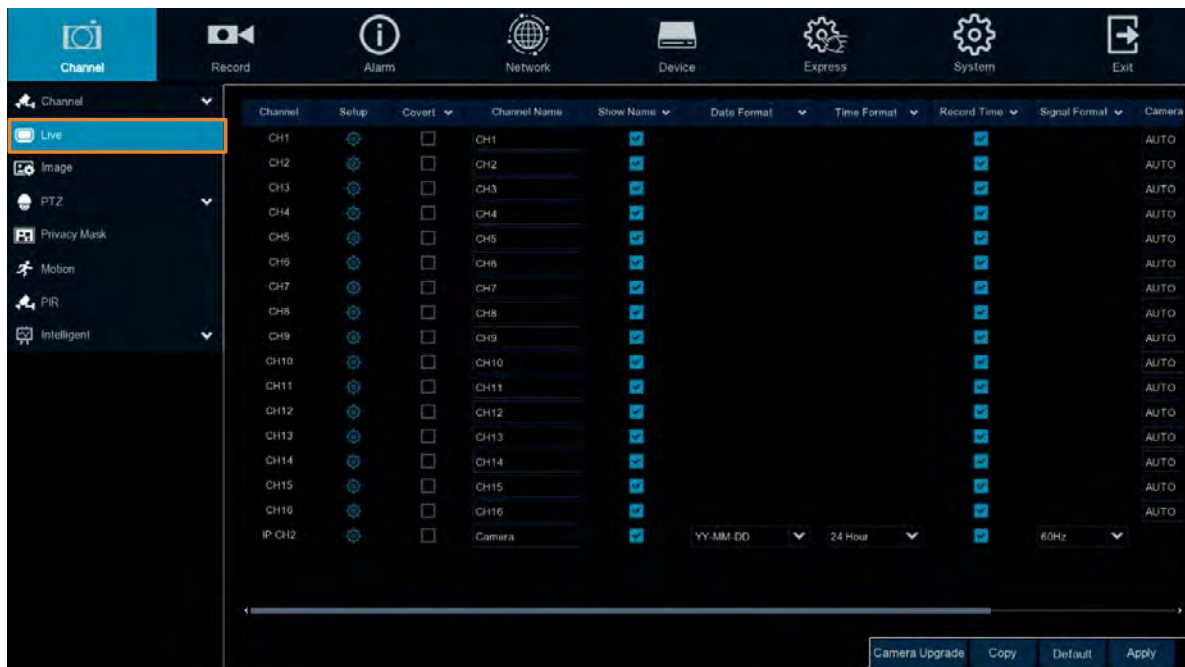 Channel Record Alarm Network Device Express System Exit
Channel
Live
Image
PTZ
Privacy Mask
Motion
PIR
Intelligent
Channel Setup Covert Channel Name Show Name Date Format Time Format Record Time Signal Format Camera
CH1 CH1 AUTO
CH2 CH2 AUTO
CH3 CH3 AUTO
CH4 CH4 AUTO
CH5 CH5 AUTO
CH6 CH6 AUTO
CH7 CH7 AUTO
CH8 CH8 AUTO
CH9 CH9 AUTO
CH10 CH10 AUTO
CH11 CH11 AUTO
CH12 CH12 AUTO
CH13 CH13 AUTO
CH14 CH14 AUTO
CH15 CH15 AUTO
CH16 CH16 AUTO
IP CH2 Camera YY-MM-DD 24 Hour 60Hz
Camera Upgrade Copy Default Apply